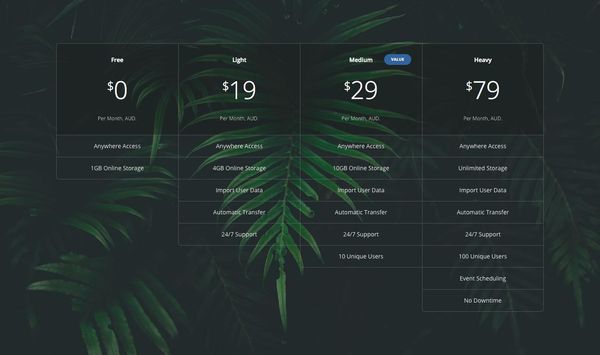 Free
$0
Per Month, AUD.
Anywhere Access
1GB Online Storage
Light
$19
Per Month, AUD.
Anywhere Access
4GB Online Storage
Import User Data
Automatic Transfer
24/7 Support
Medium
VALUE
$29
Per Month, AUD.
Anywhere Access
10GB Online Storage
Import User Data
Automatic Transfer
24/7 Support
10 Unique Users
Heavy
$79
Per Month, AUD.
Anywhere Access
Unlimited Storage
Import User Data
Automatic Transfer
24/7 Support
100 Unique Users
Event Scheduling
No Downtime